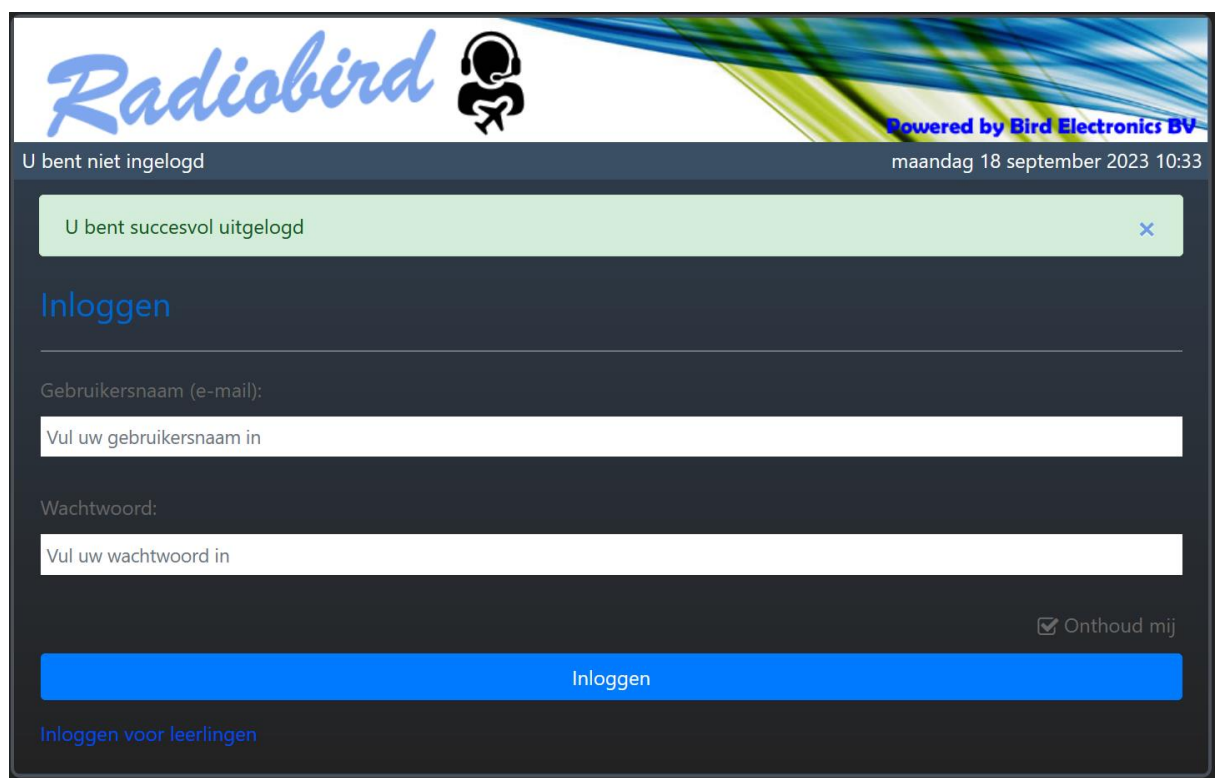 Radiobird
Powered by Bird Electronics BV
U bent niet ingelogd
maandag 18 september 2023 10:33
U bent succesvol uitgelogd
×
Inloggen
Gebruikersnaam (e-mail):
Vul uw gebruikersnaam in
Wachtwoord:
Vul uw wachtwoord in
Onthoud mij
Inloggen
Inloggen voor leerlingen